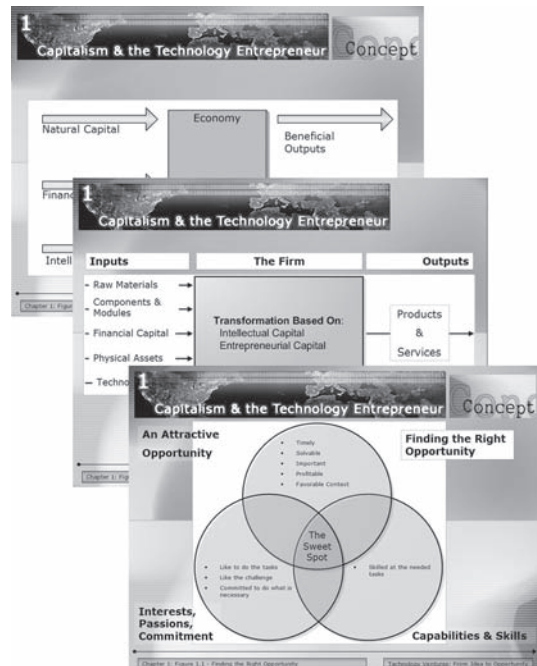 1
Capitalism & the Technology Entrepreneur
Concept
Natural Capital
Economy
Beneficial
Outputs
1
Capitalism & the Technology Entrepreneur
Inputs
The Firm
Outputs
Raw Materials
Components &
Modules
Financial Capital
Physical Assets
Transformation Based On:
Intellectual Capital
Entrepreneurial Capital
Products
&
Services
1
Capitalism & the Technology Entrepreneur
Concept
An Attractive
Opportunity
Finding the Right
Opportunity
• Timely
• Solvable
• Important
• Profitable
• Favorable Context
The
Sweet
Spot
• Like to do the tasks
• Like the challenge
• Committed to do what is
necessary
• Skilled at the needed
tasks
Interests,
Passions,
Commitment
Capabilities & Skills
Chapter 1: Figure 1.1 - Finding the Right Opportunity
Technology Ventures: From Idea to Opportunity